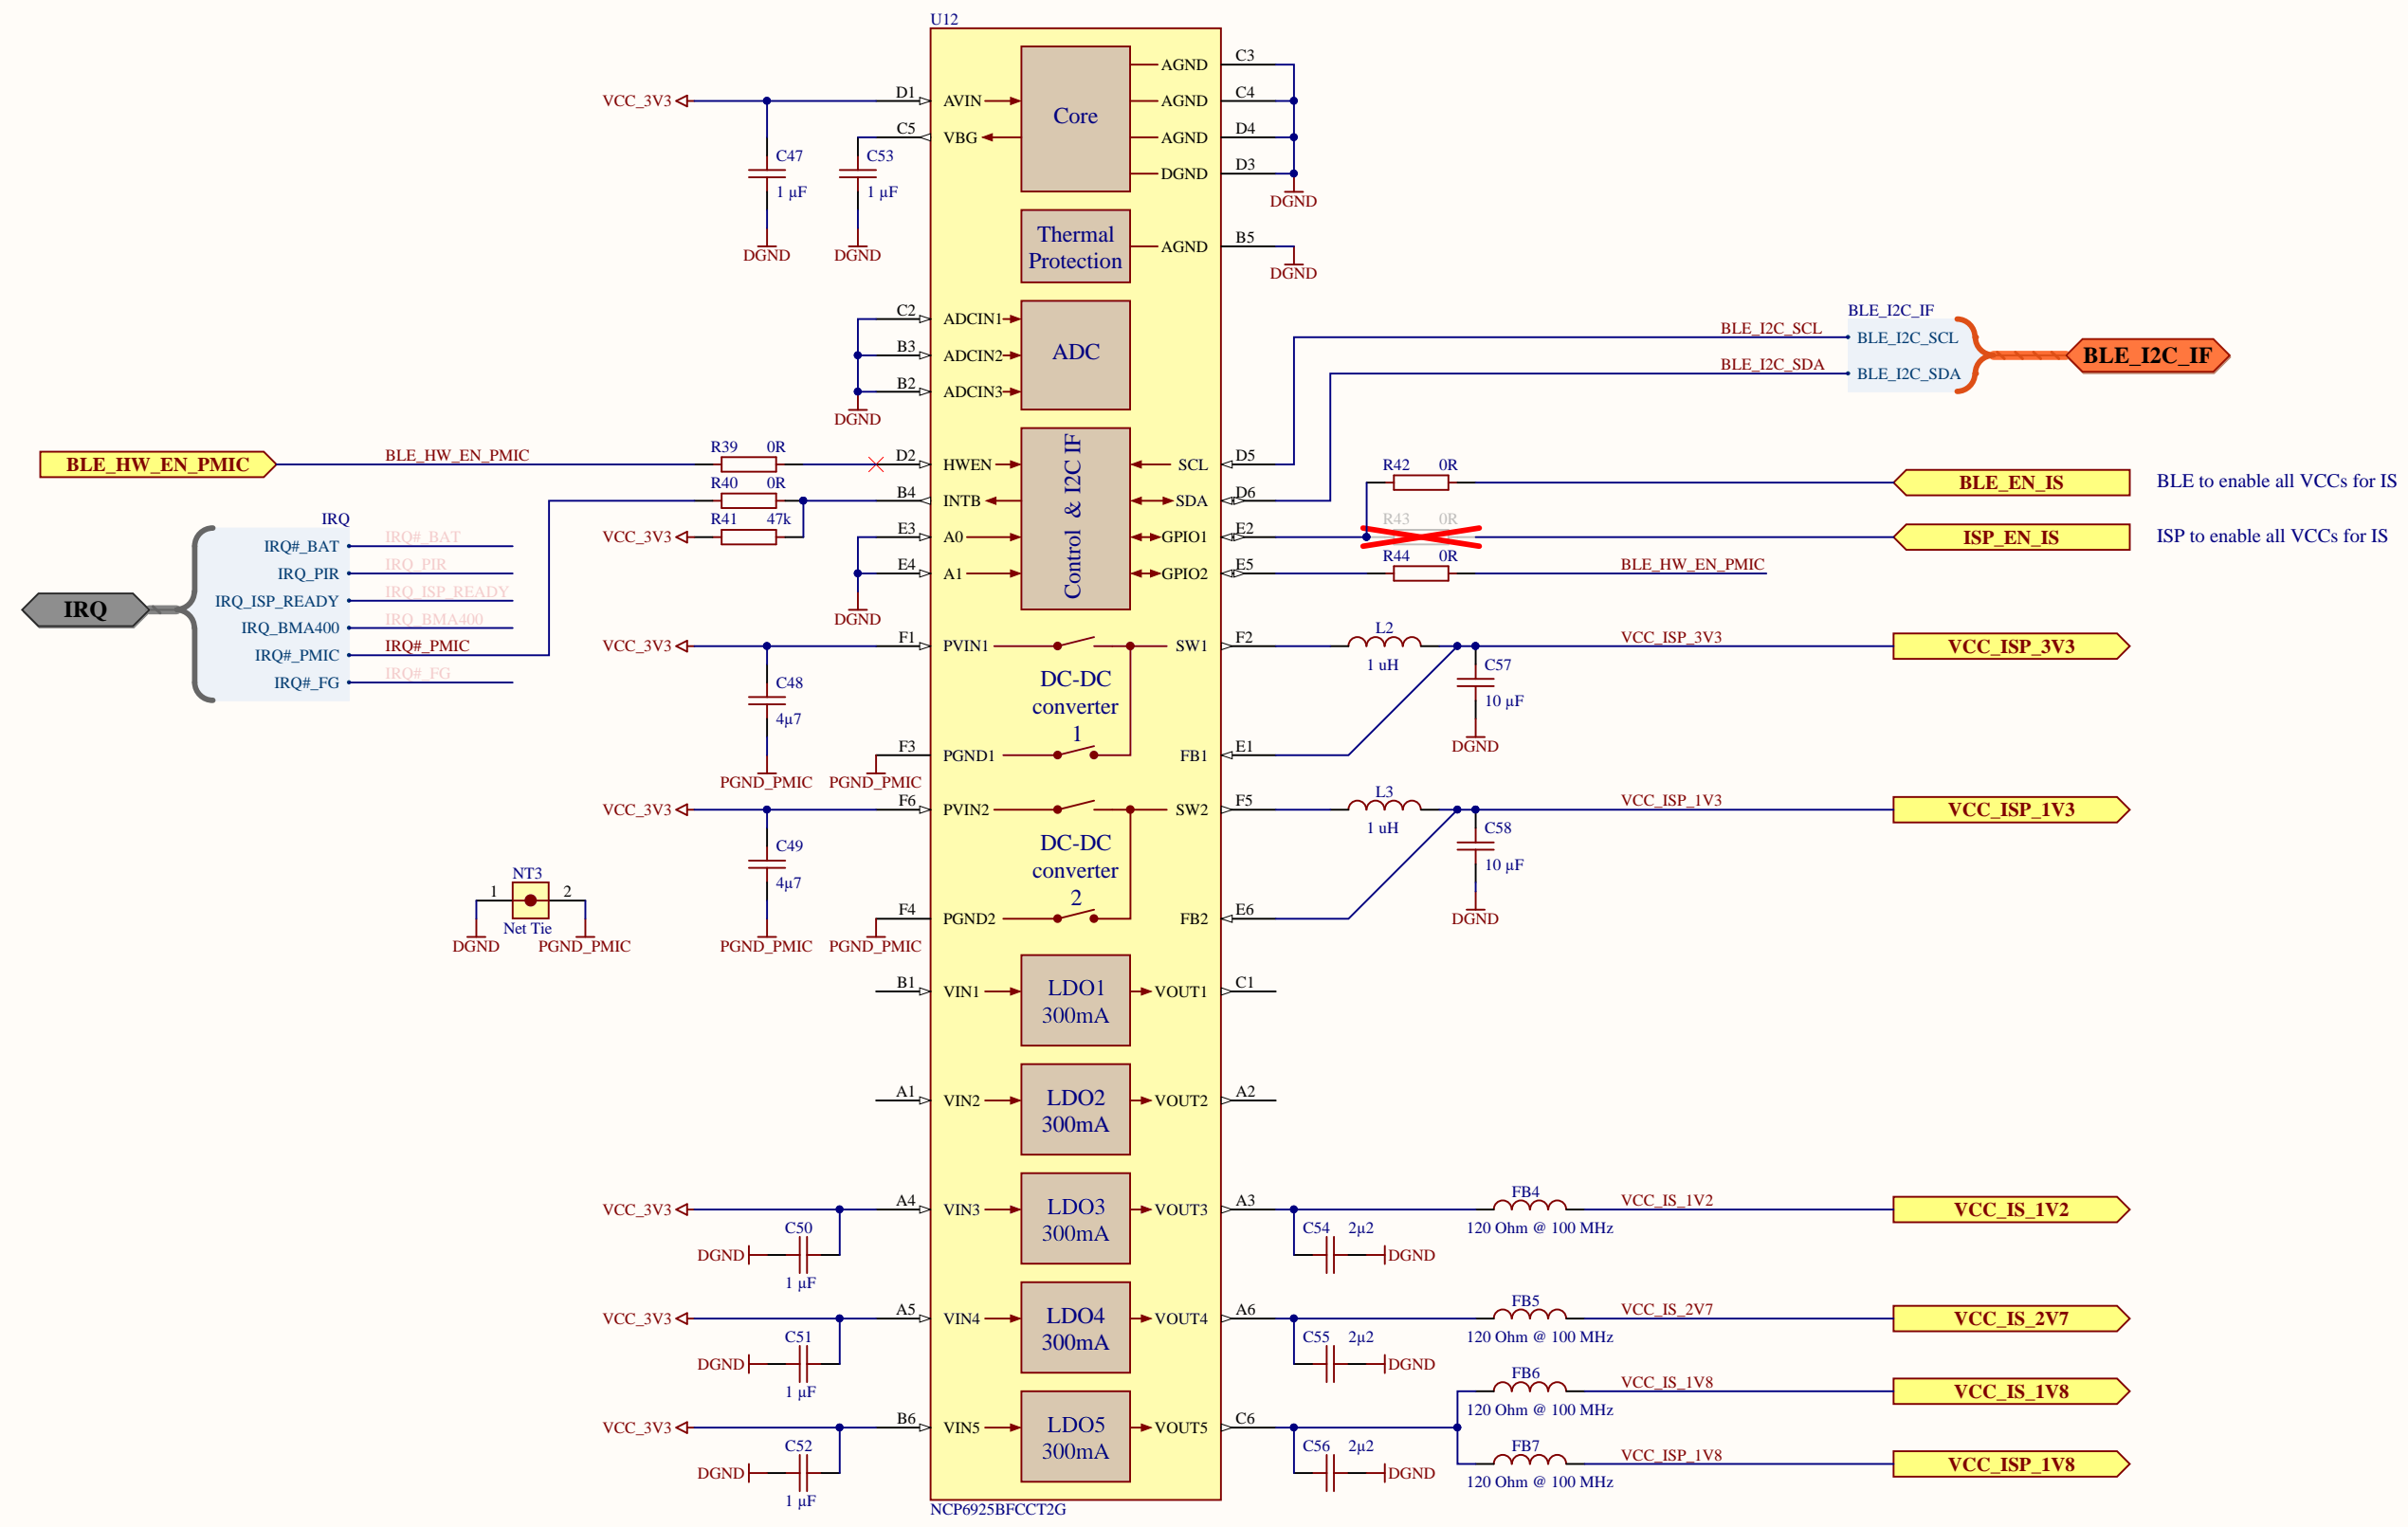 U12
C3
AGND
VCC_3V3
D1
AVIN
Core
C4
AGND
C5
VBG
D4
AGND
C47
C53
D3
DGND
1 µF
1 µF
DGND
DGND
DGND
Thermal
Protection
B5
AGND
DGND
C2
ADCIN1
B3
ADCIN2
ADC
B2
ADCIN3
DGND
BLE_I2C_IF
BLE_I2C_SCL
BLE_I2C_SCL
BLE_I2C_SDA
BLE_I2C_SDA
BLE_I2C_IF
BLE_HW_EN_PMIC
BLE_HW_EN_PMIC
R39 0R
D2
HWEN
Control & I2C IF
SCL
D5
R40 0R
B4
INTB
SDA
D6
R42 0R
BLE_EN_IS
BLE to enable all VCCs for IS
VCC_3V3
R41 47k
E3
A0
GPIO1
E2
R43 0R
ISP_EN_IS
ISP to enable all VCCs for IS
E4
A1
GPIO2
E5
R44 0R
BLE_HW_EN_PMIC
DGND
IRQ
IRQ
IRQ#_BAT
IRQ#_BAT
IRQ_PIR
IRQ_PIR
IRQ_ISP_READY
IRQ_ISP_READY
IRQ_BMA400
IRQ_BMA400
IRQ#_PMIC
IRQ#_PMIC
IRQ#_FG
IRQ#_FG
VCC_3V3
F1
PVIN1
SW1
F2
L2
1 uH
VCC_ISP_3V3
VCC_ISP_3V3
C48
4µ7
PGND_PMIC
DC-DC
converter
1
C57
10 µF
DGND
F3
PGND1
PGND_PMIC
FB1
E1
VCC_3V3
F6
PVIN2
SW2
F5
L3
1 uH
VCC_ISP_1V3
VCC_ISP_1V3
C49
4µ7
PGND_PMIC
DC-DC
converter
2
C58
10 µF
DGND
F4
PGND2
PGND_PMIC
FB2
E6
NT3
1
2
Net Tie
DGND
PGND_PMIC
B1
VIN1
LDO1
300mA
VOUT1
C1
A1
VIN2
LDO2
300mA
VOUT2
A2
VCC_3V3
A4
VIN3
LDO3
300mA
VOUT3
A3
FB4
120 Ohm @ 100 MHz
VCC_IS_1V2
VCC_IS_1V2
DGND
C50
1 µF
C54 2µ2
DGND
VCC_3V3
A5
VIN4
LDO4
300mA
VOUT4
A6
FB5
120 Ohm @ 100 MHz
VCC_IS_2V7
VCC_IS_2V7
DGND
C51
1 µF
C55 2µ2
DGND
FB6
120 Ohm @ 100 MHz
VCC_IS_1V8
VCC_IS_1V8
VCC_3V3
B6
VIN5
LDO5
300mA
VOUT5
C6
DGND
C52
1 µF
C56 2µ2
DGND
FB7
120 Ohm @ 100 MHz
VCC_ISP_1V8
VCC_ISP_1V8
NCP6925BFCCT2G